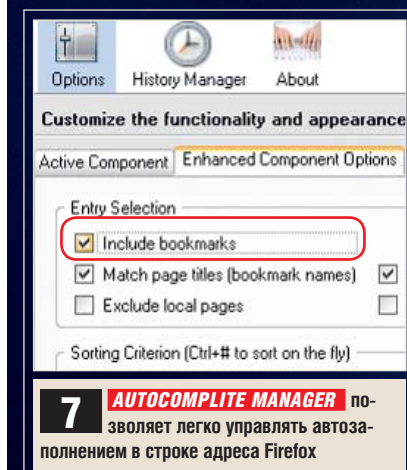 Options History Manager About
Customize the functionality and appearance
Active Component Enhanced Component Options
Entry Selection
Include bookmarks
Match page titles (bookmark names)
Exclude local pages
Sorting Criterion (Ctrl+# to sort on the fly)
7 AUTOCOMPLITE MANAGER по-
зволяет легко управлять автоза-
полнением в строке адреса Firefox